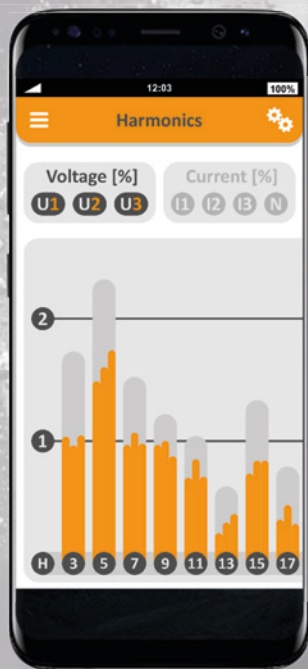 12:03 100%
Harmonics
Voltage [%] Current [%]
U1 U2 U3 I1 I2 I3 N
2
1
H 3 5 7 9 11 13 15 17